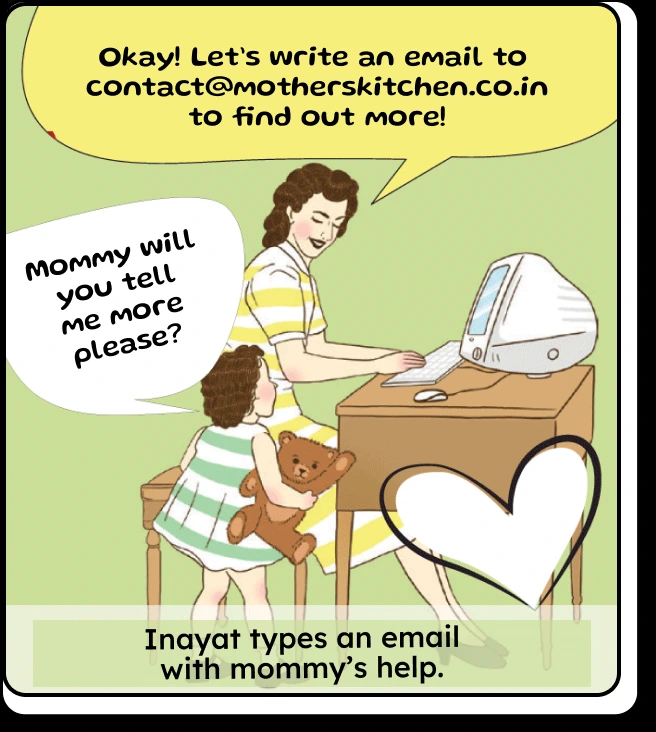 Okay! Let's write an email to
contact@motherskitchen.co.in
to find out more!
Mommy will
you tell
me more
please?
Inayat types an email
with mommy's help.